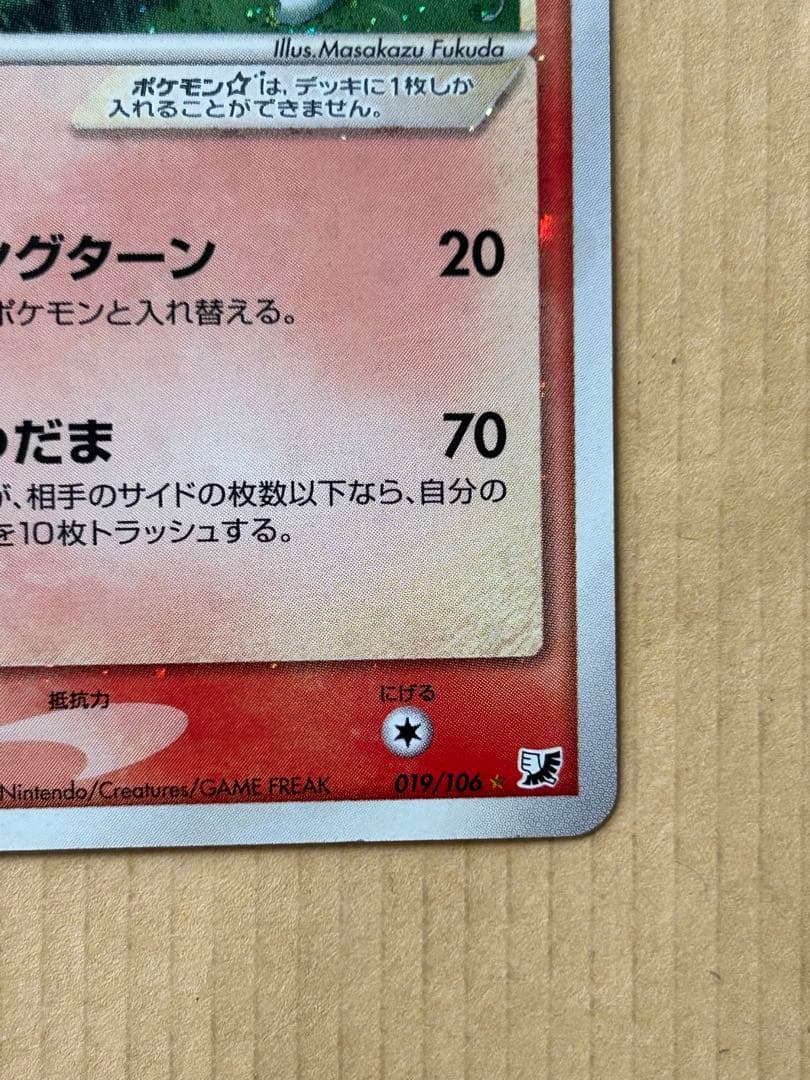 Illus.Masakazu Fukuda
ポケモン☆は、デッキに1枚しか
入れることができません。
ングターン 20
ポケモンと入れ替える。
だま 70
が、相手のサイドの枚数以下なら、自分の
を10枚トラッシュする。
抵抗力 にげる
Nintendo/Creatures/GAME FREAK 019/106 ★